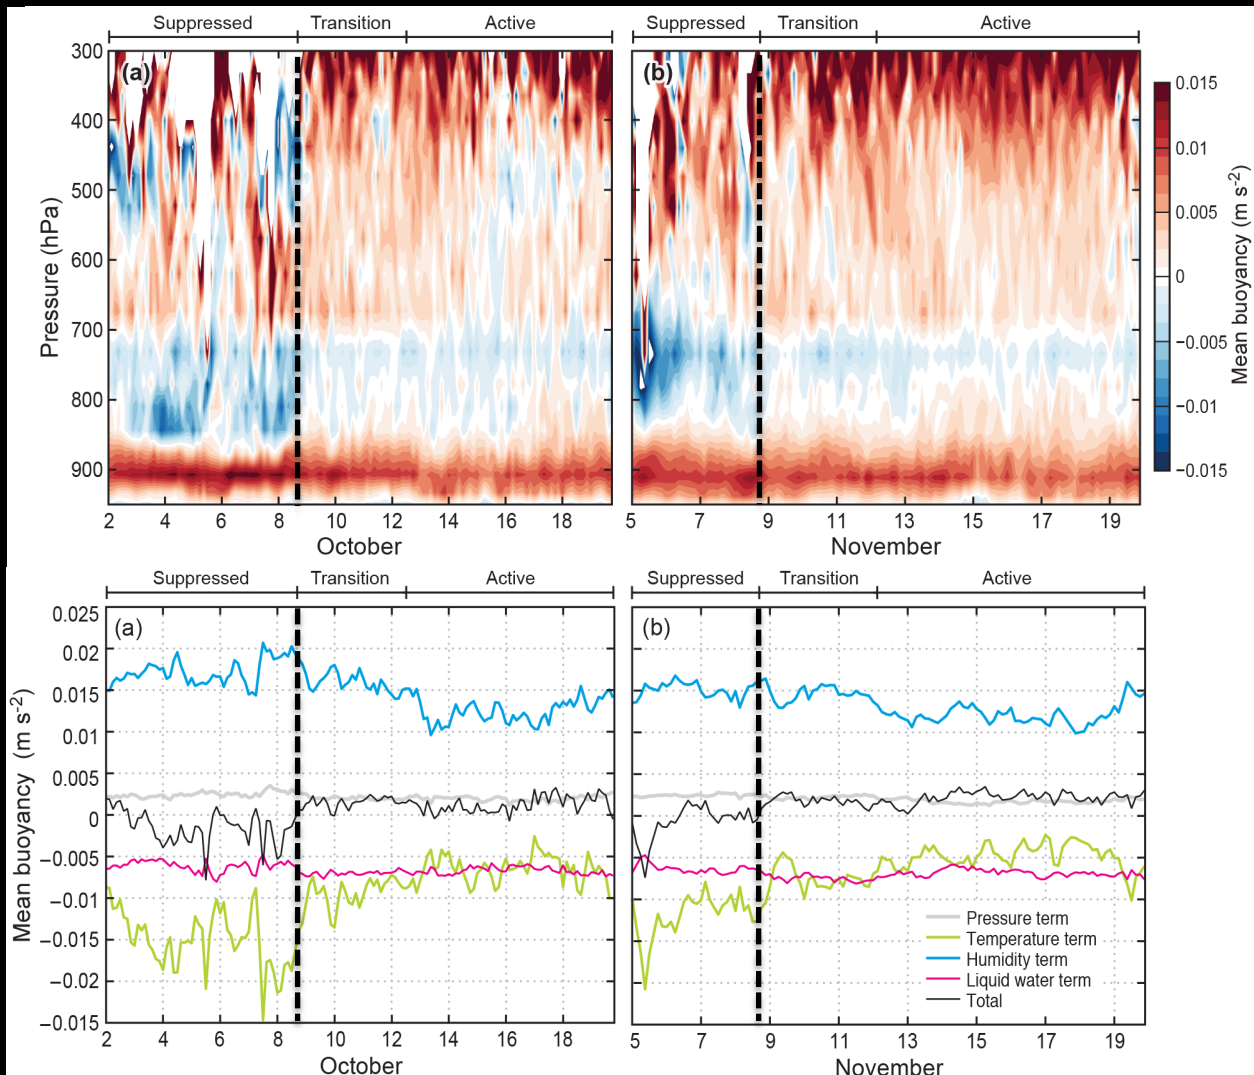 Suppressed Transition Active Suppressed Transition Active
(a) (b)
300
400
500
600
700
800
900
Pressure (hPa)
2 4 6 8 10 12 14 16 18
October
5 7 9 11 13 15 17 19
November
0.015
0.01
0.005
0
−0.005
−0.01
−0.015
Mean buoyancy (m s-2)
Suppressed Transition Active Suppressed Transition Active
(a) (b)
0.025
0.02
0.015
0.01
0.005
0
−0.005
−0.01
−0.015
−0.02
−0.015
Mean buoyancy (m s-2)
Pressure term
Temperature term
Humidity term
Liquid water term
Total
2 4 6 8 10 12 14 16 18
October
5 7 9 11 13 15 17 19
November